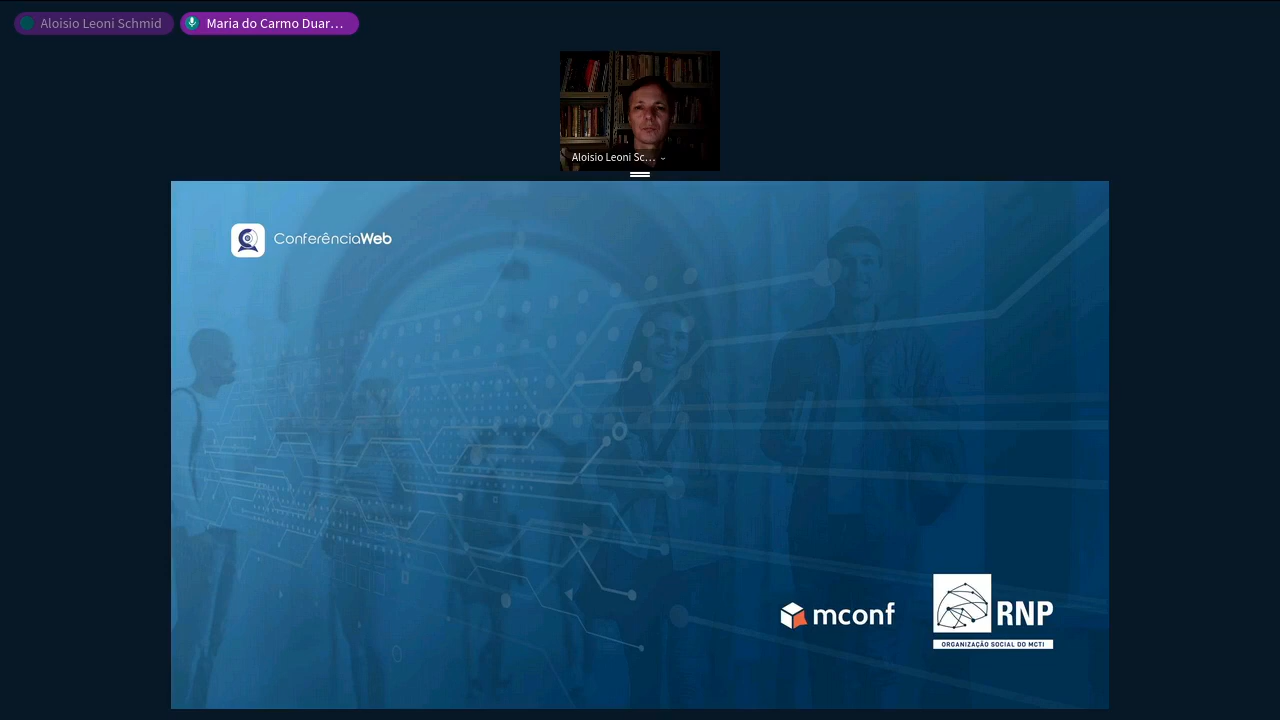 Aloisio Leoni Schmid
Maria do Carmo Duar…
Aloisio Leoni Sc…
ConferênciaWeb
mconf
RNP
ORGANIZAÇÃO SOCIAL DO MCTI